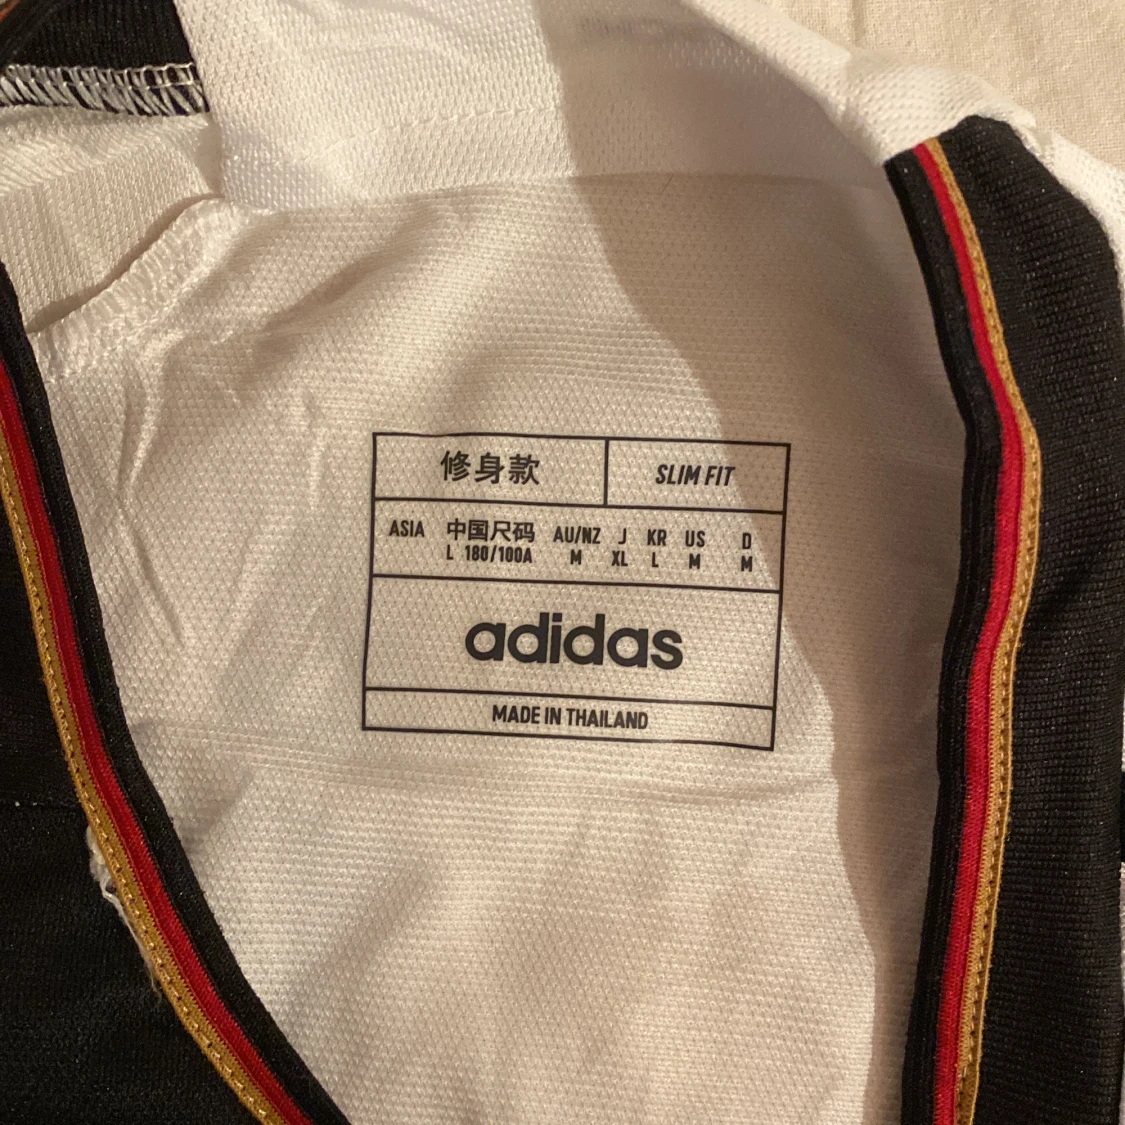 修身款 SLIM FIT
ASIA 中国尺码 AU/NZ J KR US D
L 180/100A M XL L M M
adidas
MADE IN THAILAND